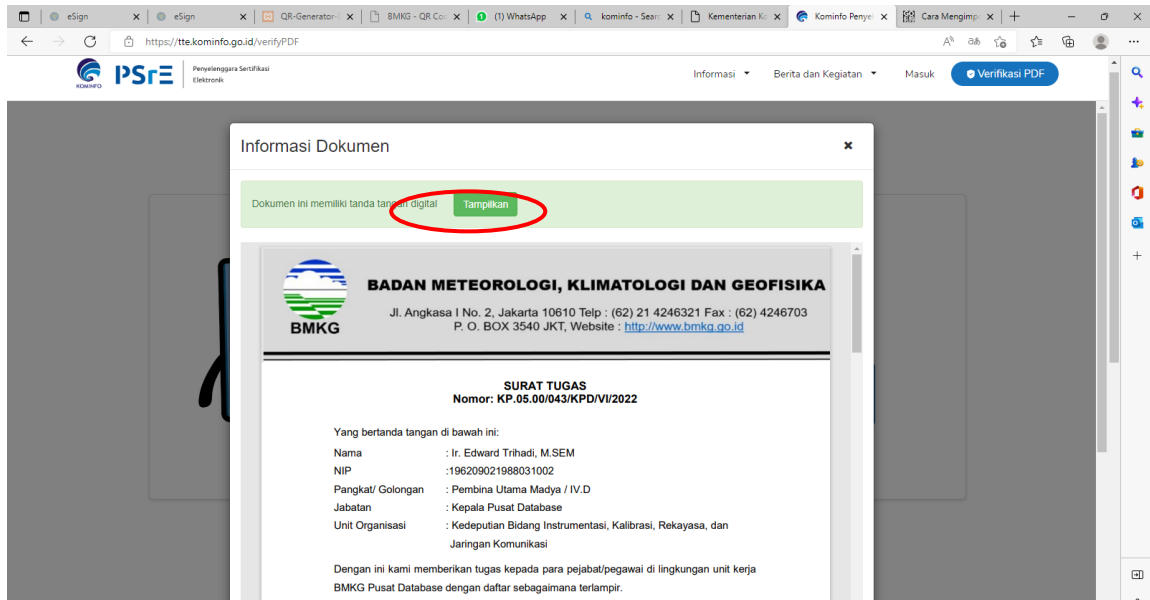 eSign
eSign
QR-Generator-
BMKG - QR Co
(1) WhatsApp
kominfo - Sear
Kementerian Ko
Kominfo Penye
Cara Mengimp
https://tte.kominfo.go.id/verifyPDF
KOMINFO
PSrE
Penyelenggara Sertifikasi
Elektronik
Informasi
Berita dan Kegiatan
Masuk
Verifikasi PDF
Informasi Dokumen
Dokumen ini memiliki tanda tangan digital
Tampilkan
BMKG
BADAN METEOROLOGI, KLIMATOLOGI DAN GEOFISIKA
Jl. Angkasa I No. 2, Jakarta 10610 Telp : (62) 21 4246321 Fax : (62) 4246703
P. O. BOX 3540 JKT, Website : http://www.bmkg.go.id
SURAT TUGAS
Nomor: KP.05.00/043/KPD/VI/2022
Yang bertanda tangan di bawah ini:
Nama : Ir. Edward Trihadi, M.SEM
NIP :196209021988031002
Pangkat/ Golongan : Pembina Utama Madya / IV.D
Jabatan : Kepala Pusat Database
Unit Organisasi : Kedeputian Bidang Instrumentasi, Kalibrasi, Rekayasa, dan
Jaringan Komunikasi
Dengan ini kami memberikan tugas kepada para pejabat/pegawai di lingkungan unit kerja
BMKG Pusat Database dengan daftar sebagaimana terlampir.